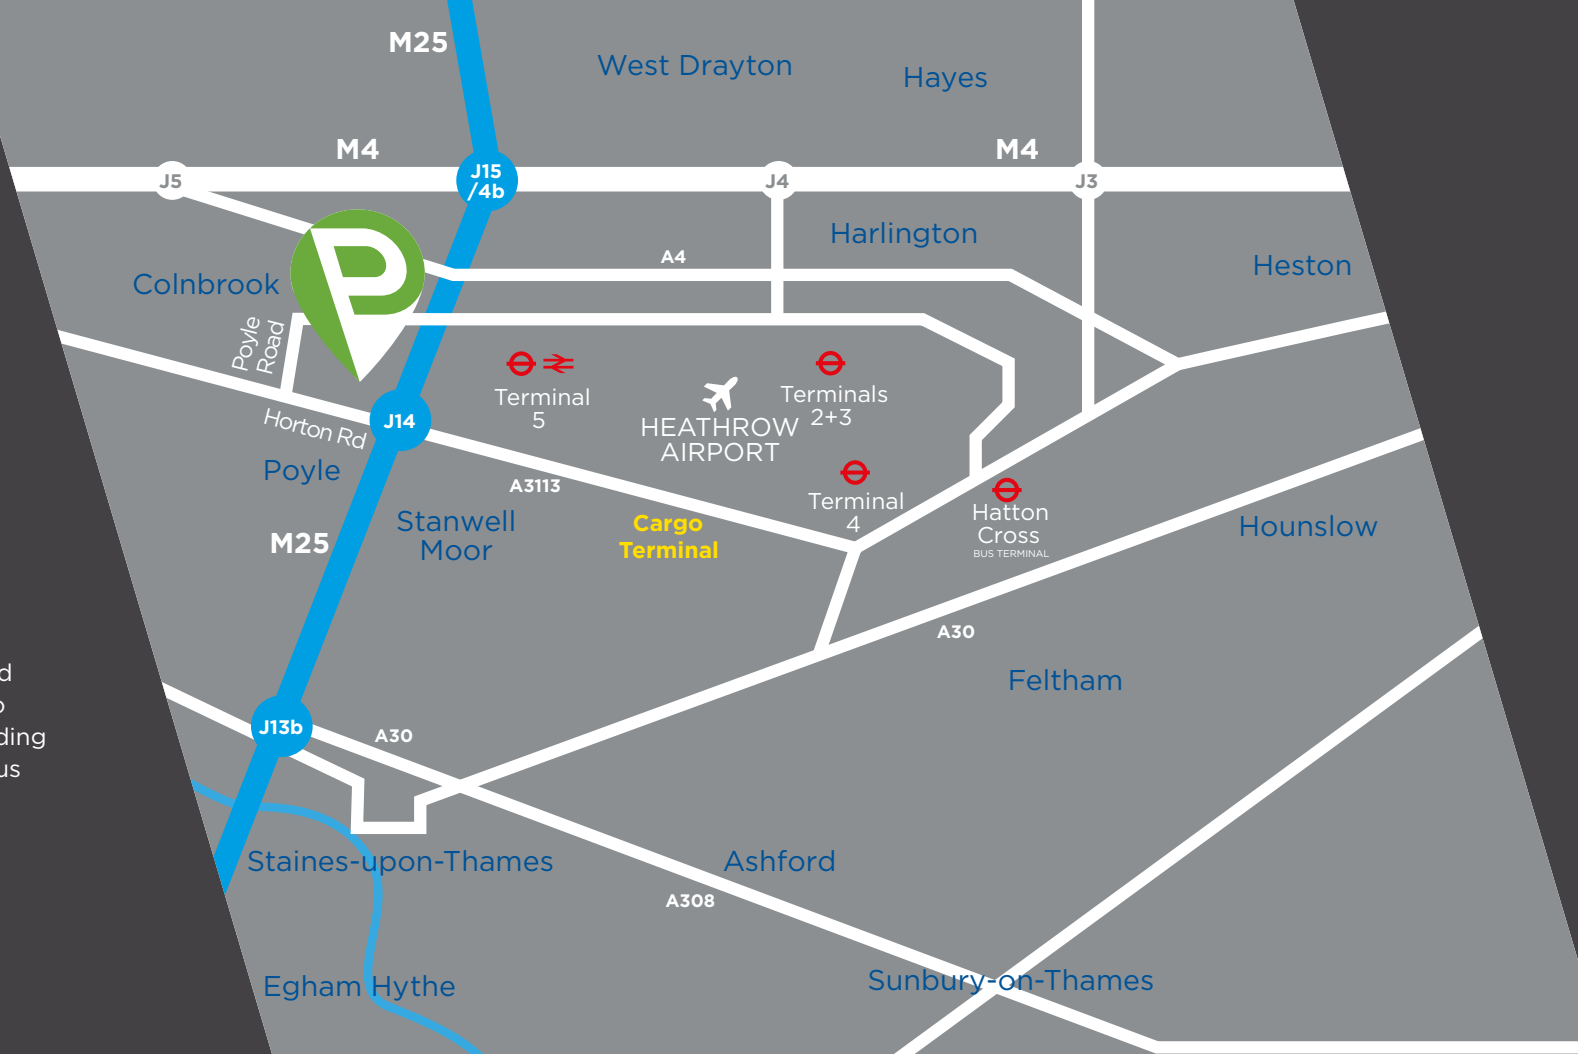 M25
West Drayton
Hayes
M4
M4
J5
J15
/4b
J4
J3
Harlington
A4
Heston
Colnbrook
P
Poyle
Road
Terminal
5
Terminals
2+3
HEATHROW
AIRPORT
Horton Rd
J14
Poyle
A3113
Terminal
4
Hatton
Cross
BUS TERMINAL
Stanwell
Moor
Cargo
Terminal
Hounslow
M25
A30
Feltham
J13b
A30
d
o
ding
us
Staines-upon-Thames
Ashford
A308
Egham Hythe
Sunbury-on-Thames